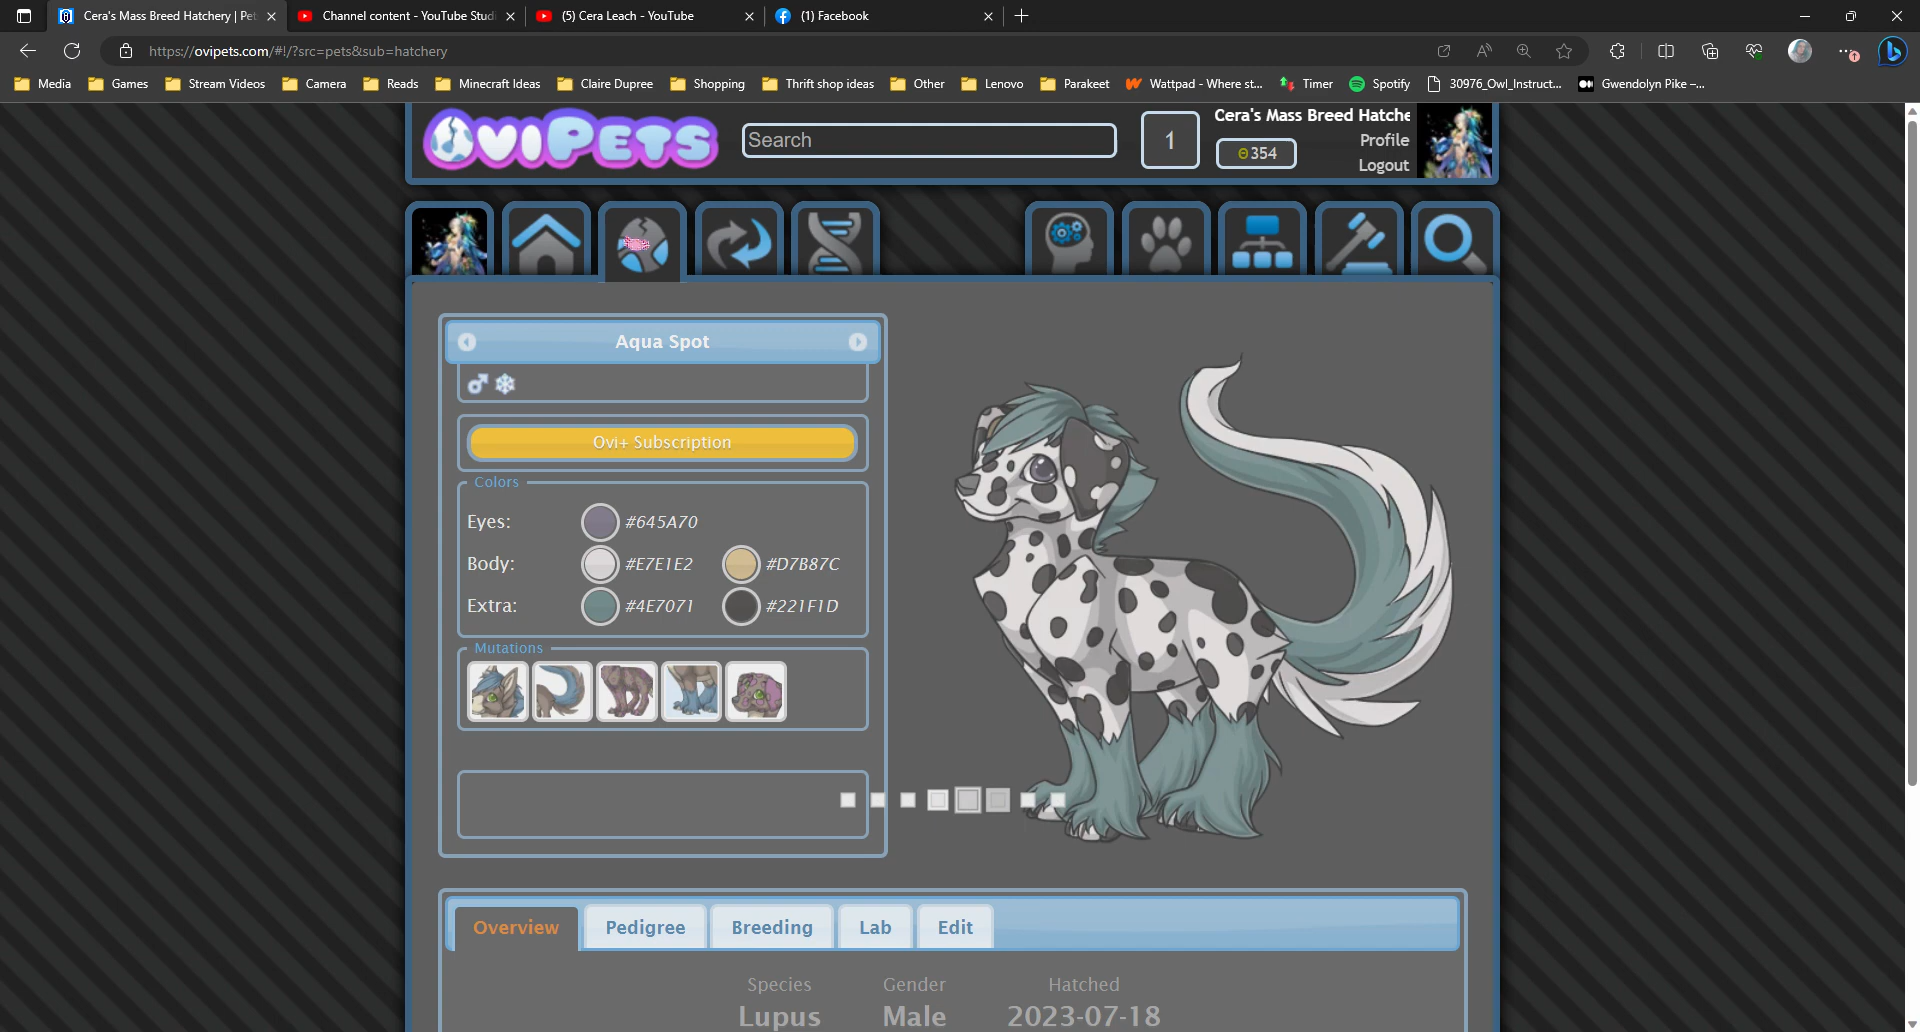 Cera's Mass Breed Hatchery | Pet
Channel content - YouTube Studi
(5) Cera Leach - YouTube
(1) Facebook
https://ovipets.com/#!/?src=pets&sub=hatchery
Media
Games
Stream Videos
Camera
Reads
Minecraft Ideas
Claire Dupree
Shopping
Thrift shop ideas
Other
Lenovo
Parakeet
Wattpad - Where st...
Timer
Spotify
30976_Owl_Instruct...
Gwendolyn Pike –...
OviPets
Search
1
Cera's Mass Breed Hatche
354
Profile
Logout
Aqua Spot
Ovi+ Subscription
Colors
Eyes: #645A70
Body: #E7E1E2 #D7B87C
Extra: #4E7071 #221F1D
Mutations
Overview
Pedigree
Breeding
Lab
Edit
Species Gender Hatched
Lupus Male 2023-07-18